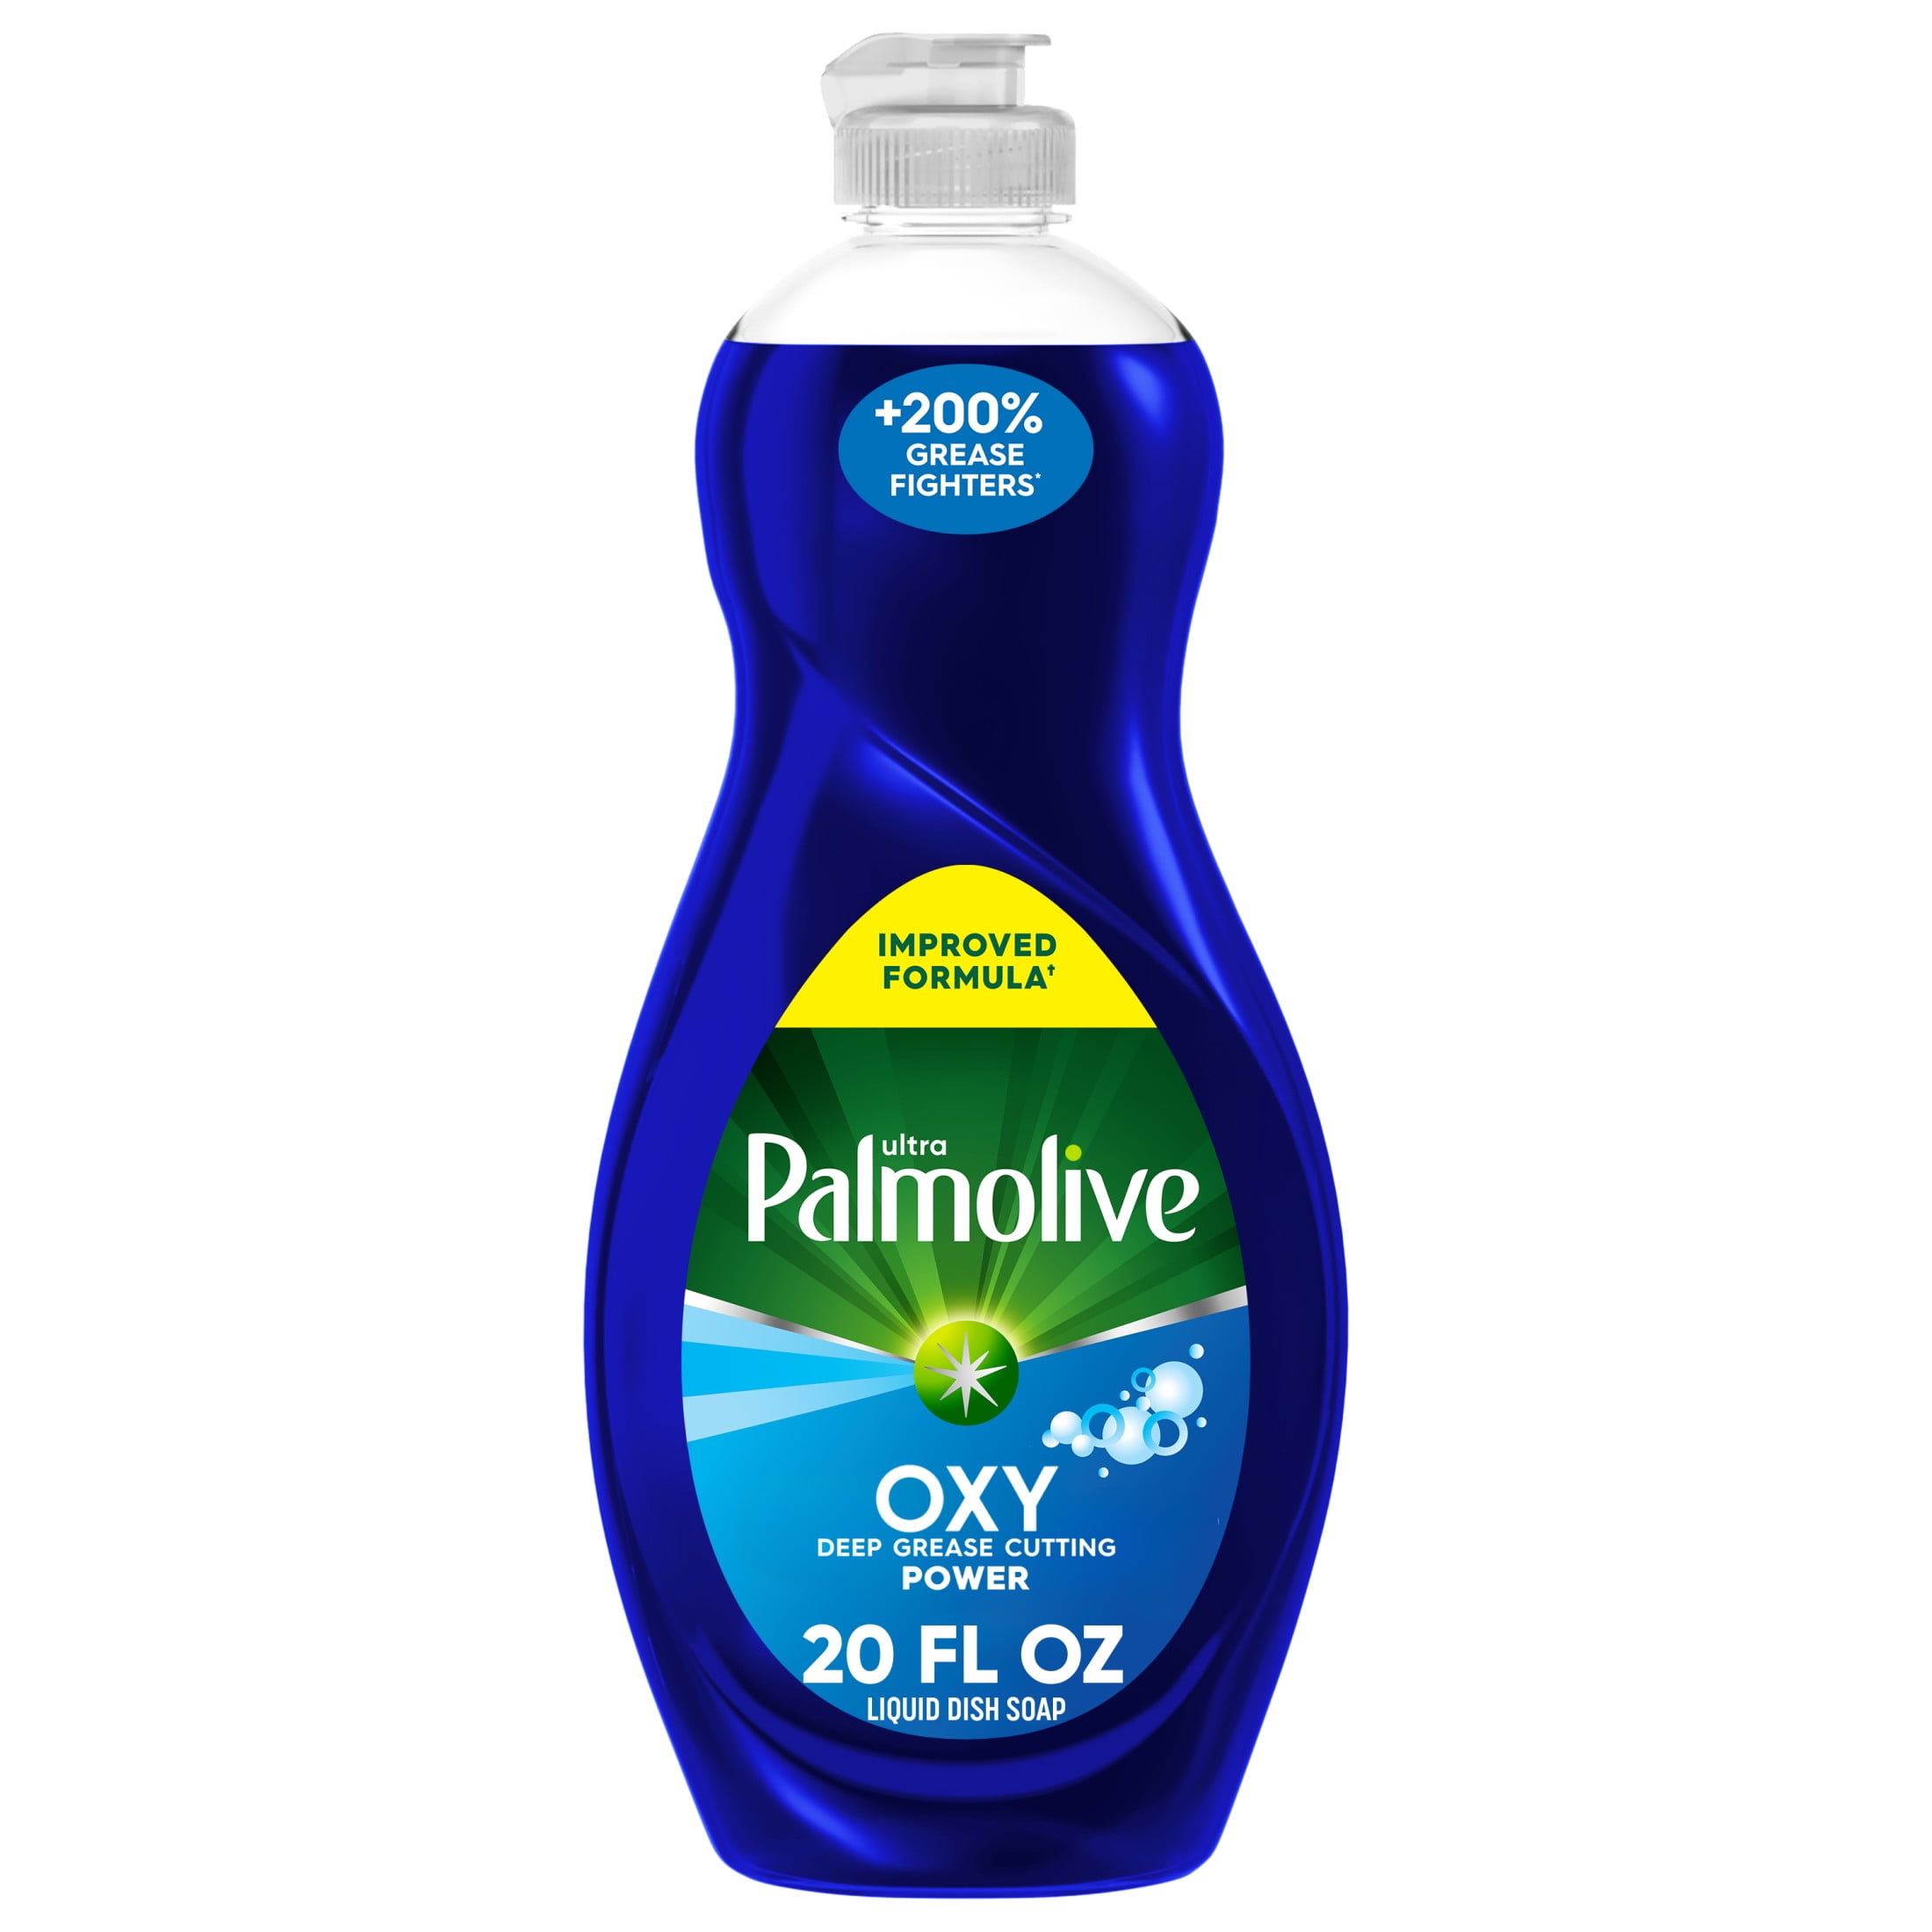 +200%
GREASE
FIGHTERS*
IMPROVED
FORMULA†
ultra
Palmolive
OXY
DEEP GREASE CUTTING
POWER
20 FL OZ
LIQUID DISH SOAP